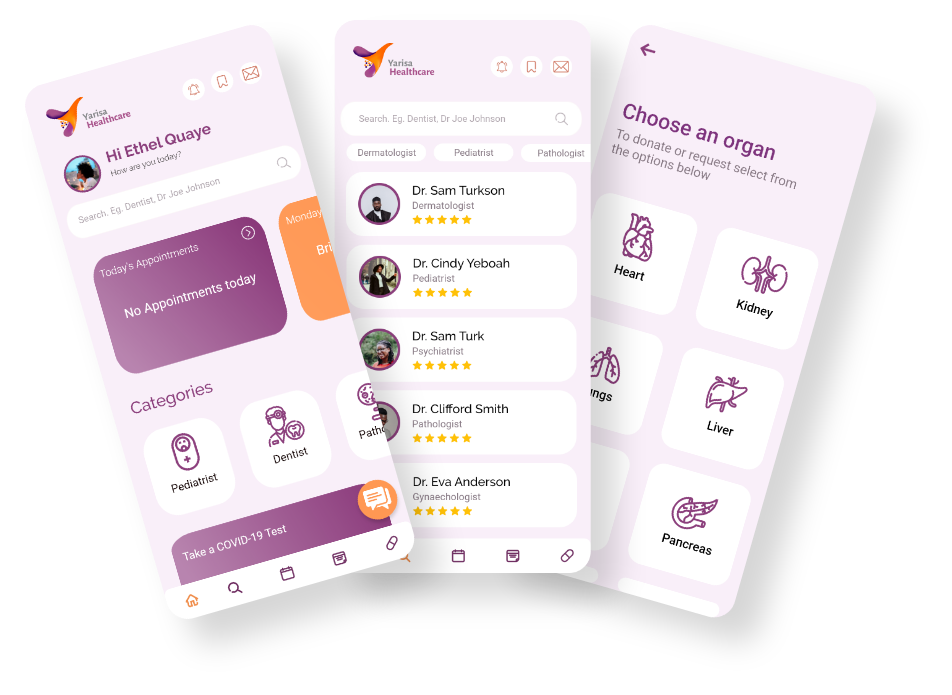 Yarisa
Healthcare
Hi Ethel Quaye
How are you today?
Search. Eg. Dentist, Dr Joe Johnson
Today's Appointments
No Appointments today
Monday
Bri
Categories
Pediatrist
Dentist
Patho
Take a COVID-19 Test
Yarisa
Healthcare
Search. Eg. Dentist, Dr Joe Johnson
Dermatologist
Pediatrist
Pathologist
Dr. Sam Turkson
Dermatologist
Dr. Cindy Yeboah
Pediatrist
Dr. Sam Turk
Psychiatrist
Dr. Clifford Smith
Pathologist
Dr. Eva Anderson
Gynaechologist
Choose an organ
To donate or request select from
the options below
Heart
Kidney
ngs
Liver
Pancreas